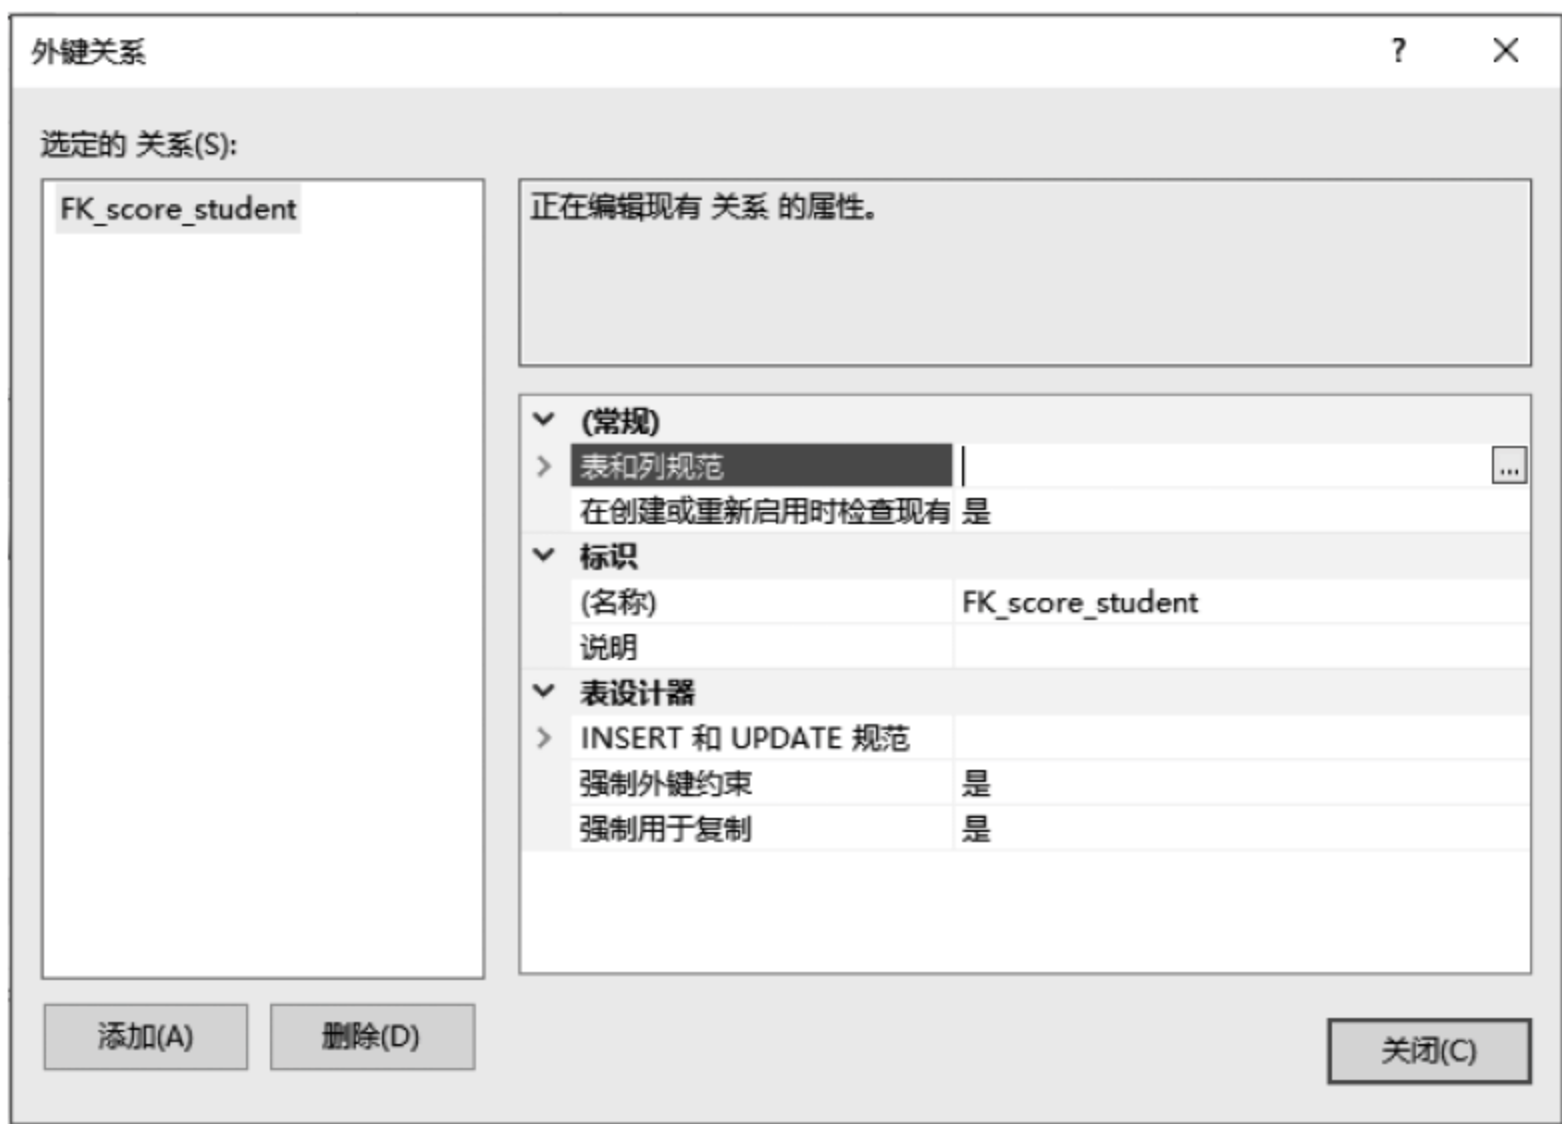 外键关系
?
选定的 关系(S):
FK_score_student
正在编辑现有 关系 的属性。
(常规)
表和列规范
...
在创建或重新启用时检查现有 是
标识
(名称) FK_score_student
说明
表设计器
INSERT 和 UPDATE 规范
强制外键约束 是
强制用于复制 是
添加(A) 删除(D)
关闭(C)